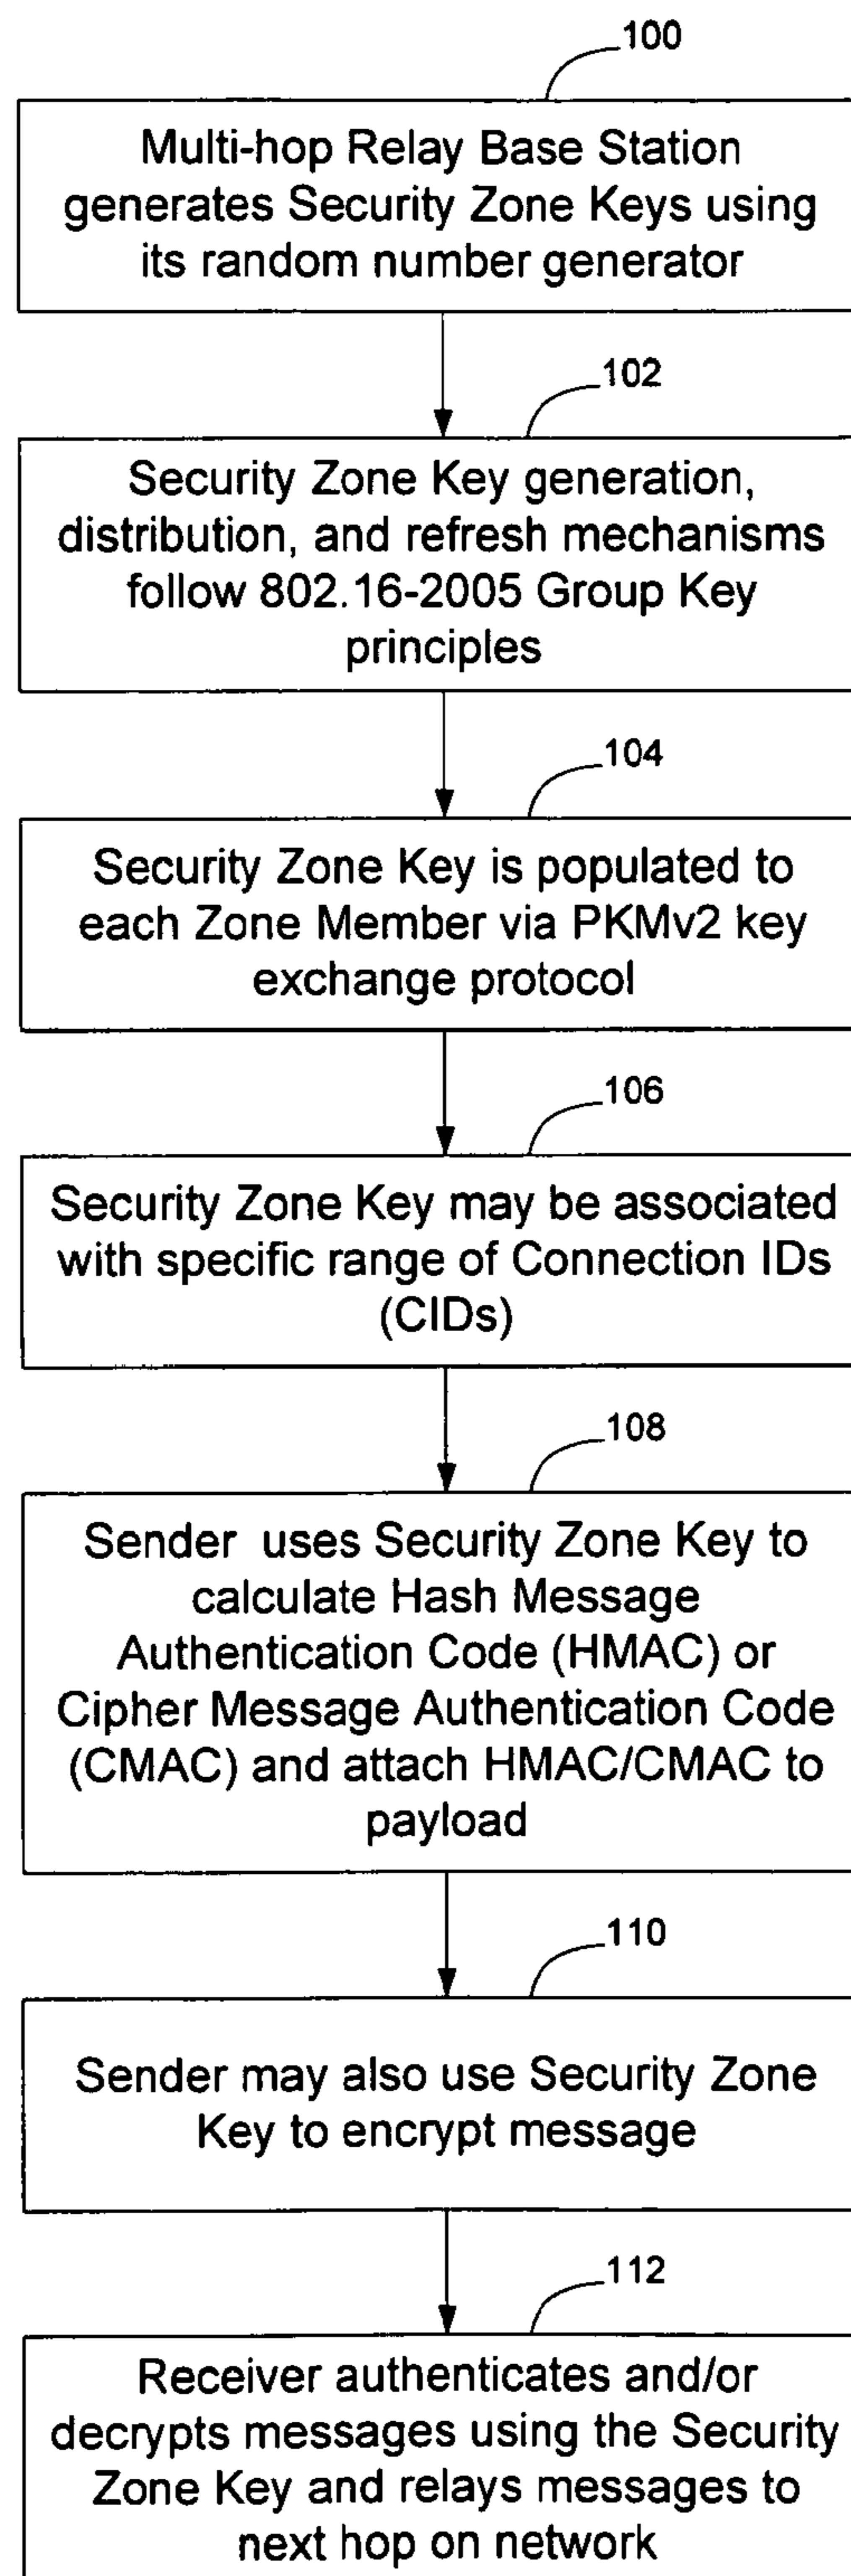 100
Multi-hop Relay Base Station
generates Security Zone Keys using
its random number generator
102
Security Zone Key generation,
distribution, and refresh mechanisms
follow 802.16-2005 Group Key
principles
104
Security Zone Key is populated to
each Zone Member via PKMv2 key
exchange protocol
106
Security Zone Key may be associated
with specific range of Connection IDs
(CIDs)
108
Sender uses Security Zone Key to
calculate Hash Message
Authentication Code (HMAC) or
Cipher Message Authentication Code
(CMAC) and attach HMAC/CMAC to
payload
110
Sender may also use Security Zone
Key to encrypt message
112
Receiver authenticates and/or
decrypts messages using the Security
Zone Key and relays messages to
next hop on network